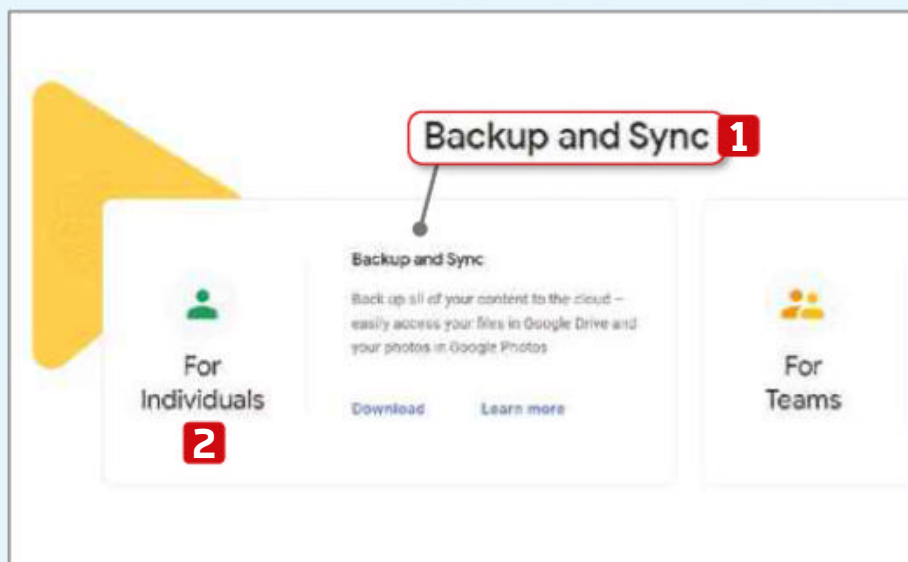 Backup and Sync 1
Backup and Sync
Back up all of your content to the cloud –
easily access your files in Google Drive and
your photos in Google Photos
Download Learn more
For
Individuals
2
For
Teams